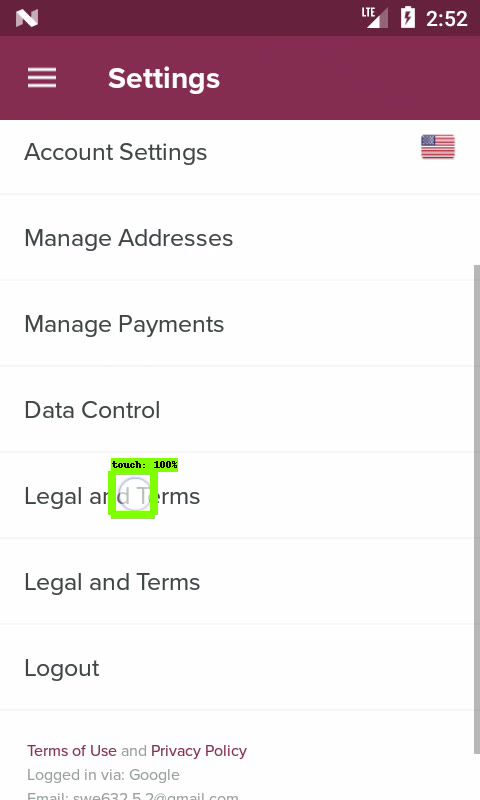 LTE 2:52
Settings
Account Settings
Manage Addresses
Manage Payments
Data Control
touch: 100%
Legal and Terms
Legal and Terms
Logout
Terms of Use and Privacy Policy
Logged in via: Google
Email: swe632.5.2@gmail.com